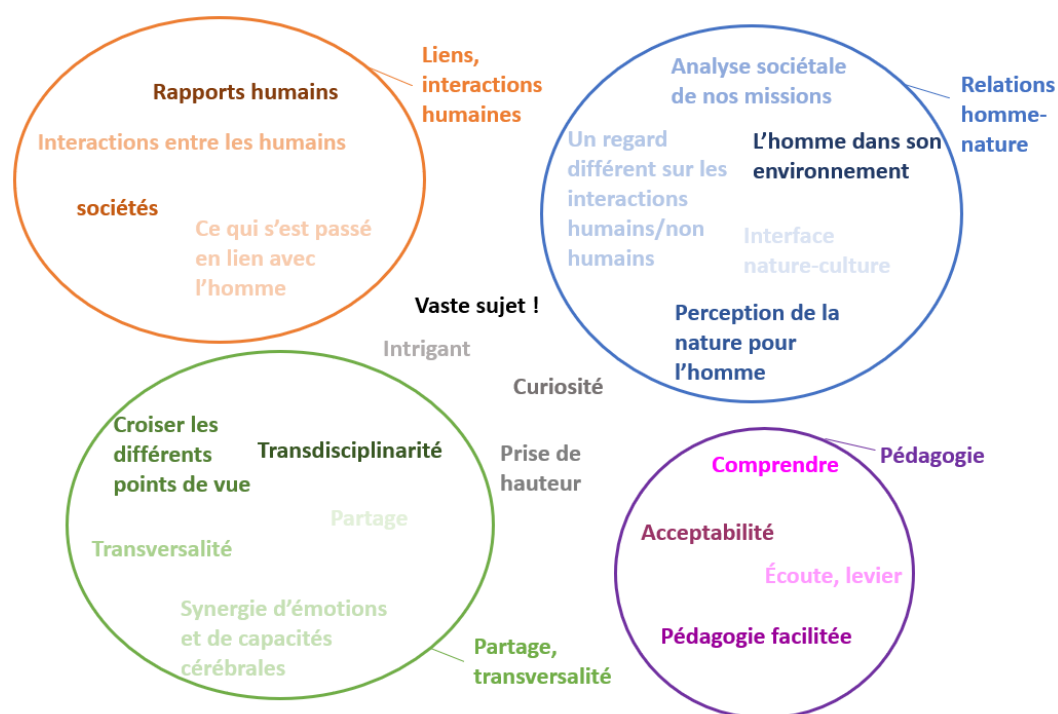 Liens,
interactions
humaines
Rapports humains
Interactions entre les humains
sociétés
Ce qui s'est passé
en lien avec
l'homme
Relations
homme-
nature
Analyse sociétale
de nos missions
Un regard
différent sur les
interactions
humains/non
humains
L'homme dans son
environnement
Interface
nature-culture
Perception de la
nature pour
l'homme
Vaste sujet !
Intrigant
Curiosité
Prise de
hauteur
Croiser les
différents
points de vue
Transdisciplinarité
Partage
Transversalité
Synergie d'émotions
et de capacités
cérébrales
Partage,
transversalité
Pédagogie
Comprendre
Acceptabilité
Écoute, levier
Pédagogie facilitée